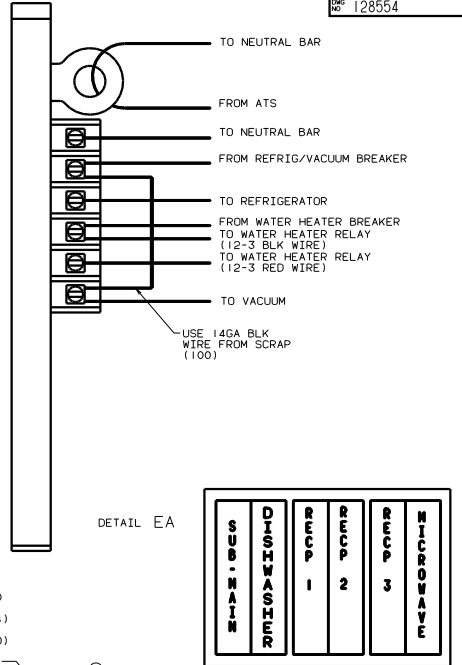 DWG
NO 128554
TO NEUTRAL BAR
FROM ATS
TO NEUTRAL BAR
FROM REFRIG/VACUUM BREAKER
TO REFRIGERATOR
FROM WATER HEATER BREAKER
TO WATER HEATER RELAY
(12-3 BLK WIRE)
TO WATER HEATER RELAY
(12-3 RED WIRE)
TO VACUUM
USE 14GA BLK
WIRE FROM SCRAP
(100)
DETAIL EA
SUB-MAIN
DISHWASHER
RECP 1
RECP 2
RECP 3
MICROWAVE